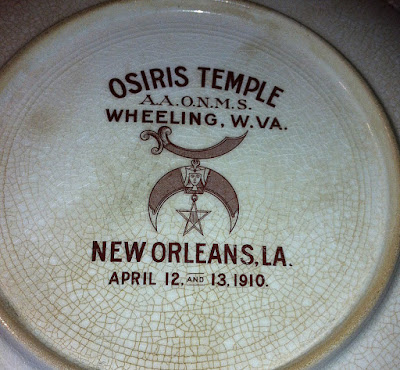 OSIRIS TEMPLE
A.A.O.N.M.S.
WHEELING, W.VA.
NEW ORLEANS, LA.
APRIL 12, AND 13, 1910.